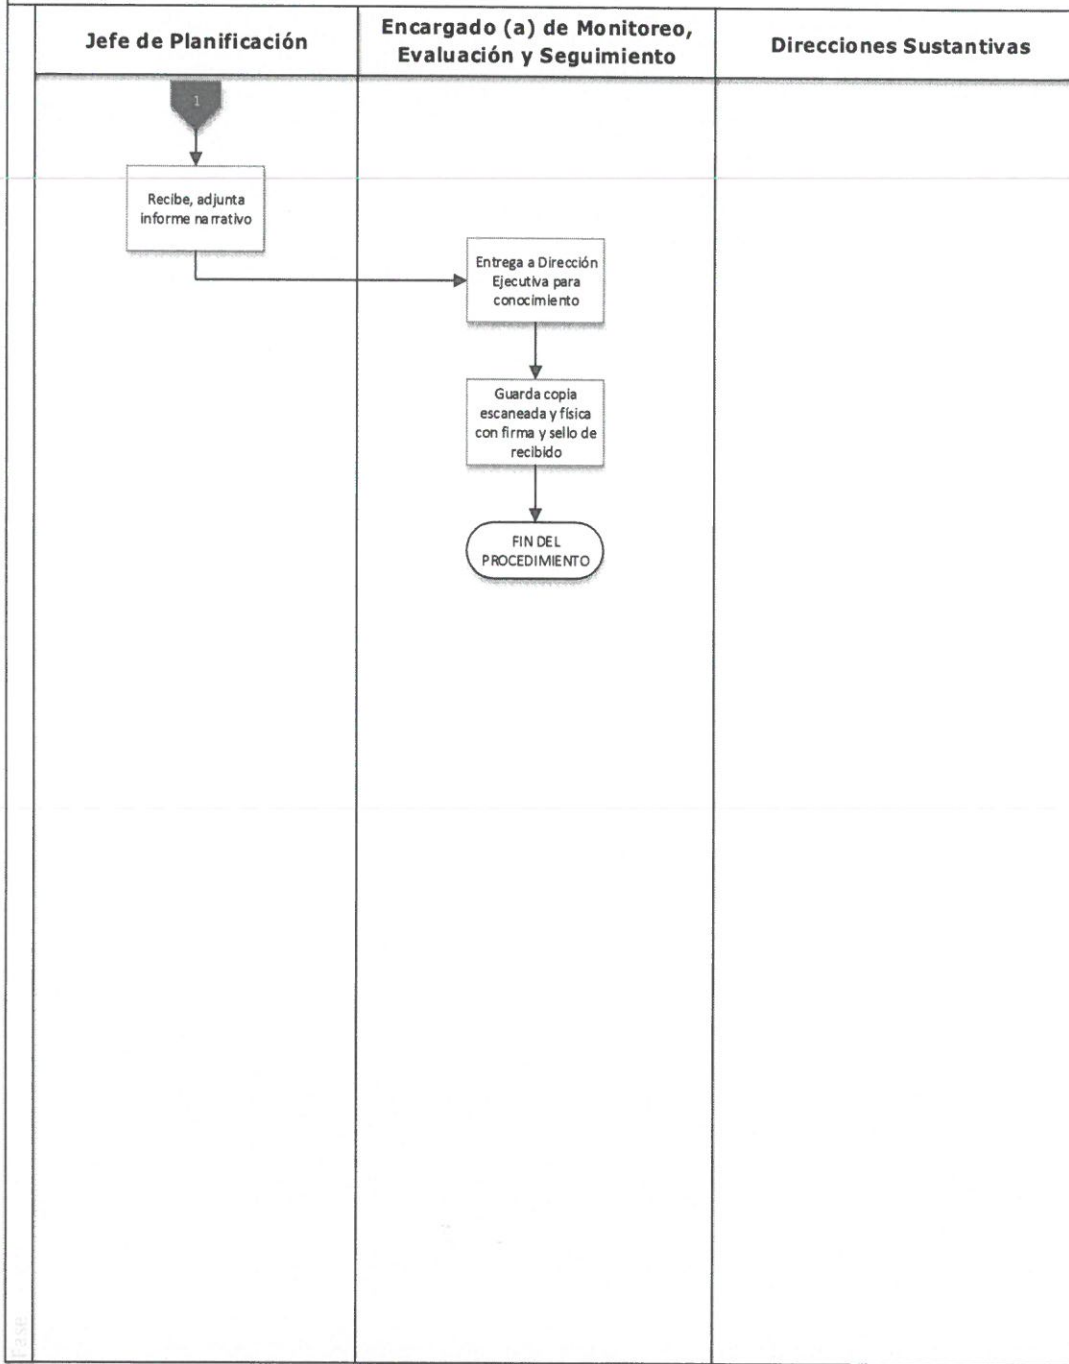 Jefe de Planificación
Encargado (a) de Monitoreo,
Evaluación y Seguimiento
Direcciones Sustantivas
1
Recibe, adjunta
informe narrativo
Entrega a Dirección
Ejecutiva para
conocimiento
Guarda copia
escaneada y física
con firma y sello de
recibido
FIN DEL
PROCEDIMIENTO
Fase